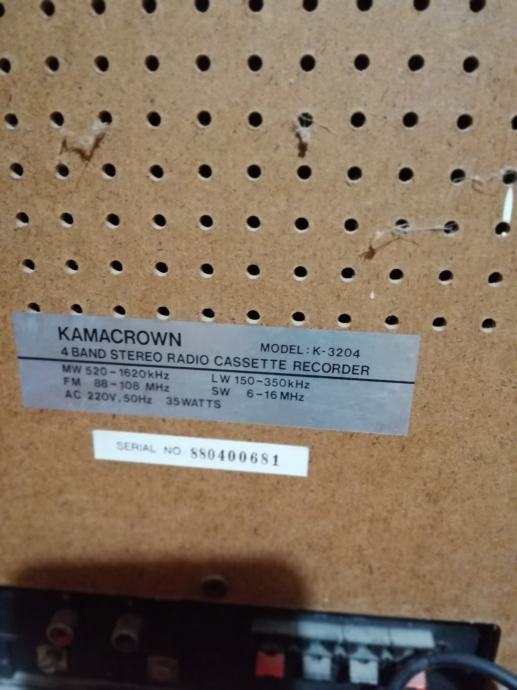 KAMACROWN MODEL: K-3204
4 BAND STEREO RADIO CASSETTE RECORDER
MW 520-1620kHz LW 150-350kHz
FM 88-108 MHz SW 6-16 MHz
AC 220V, 50Hz 35WATTS
SERIAL NO. 880400681